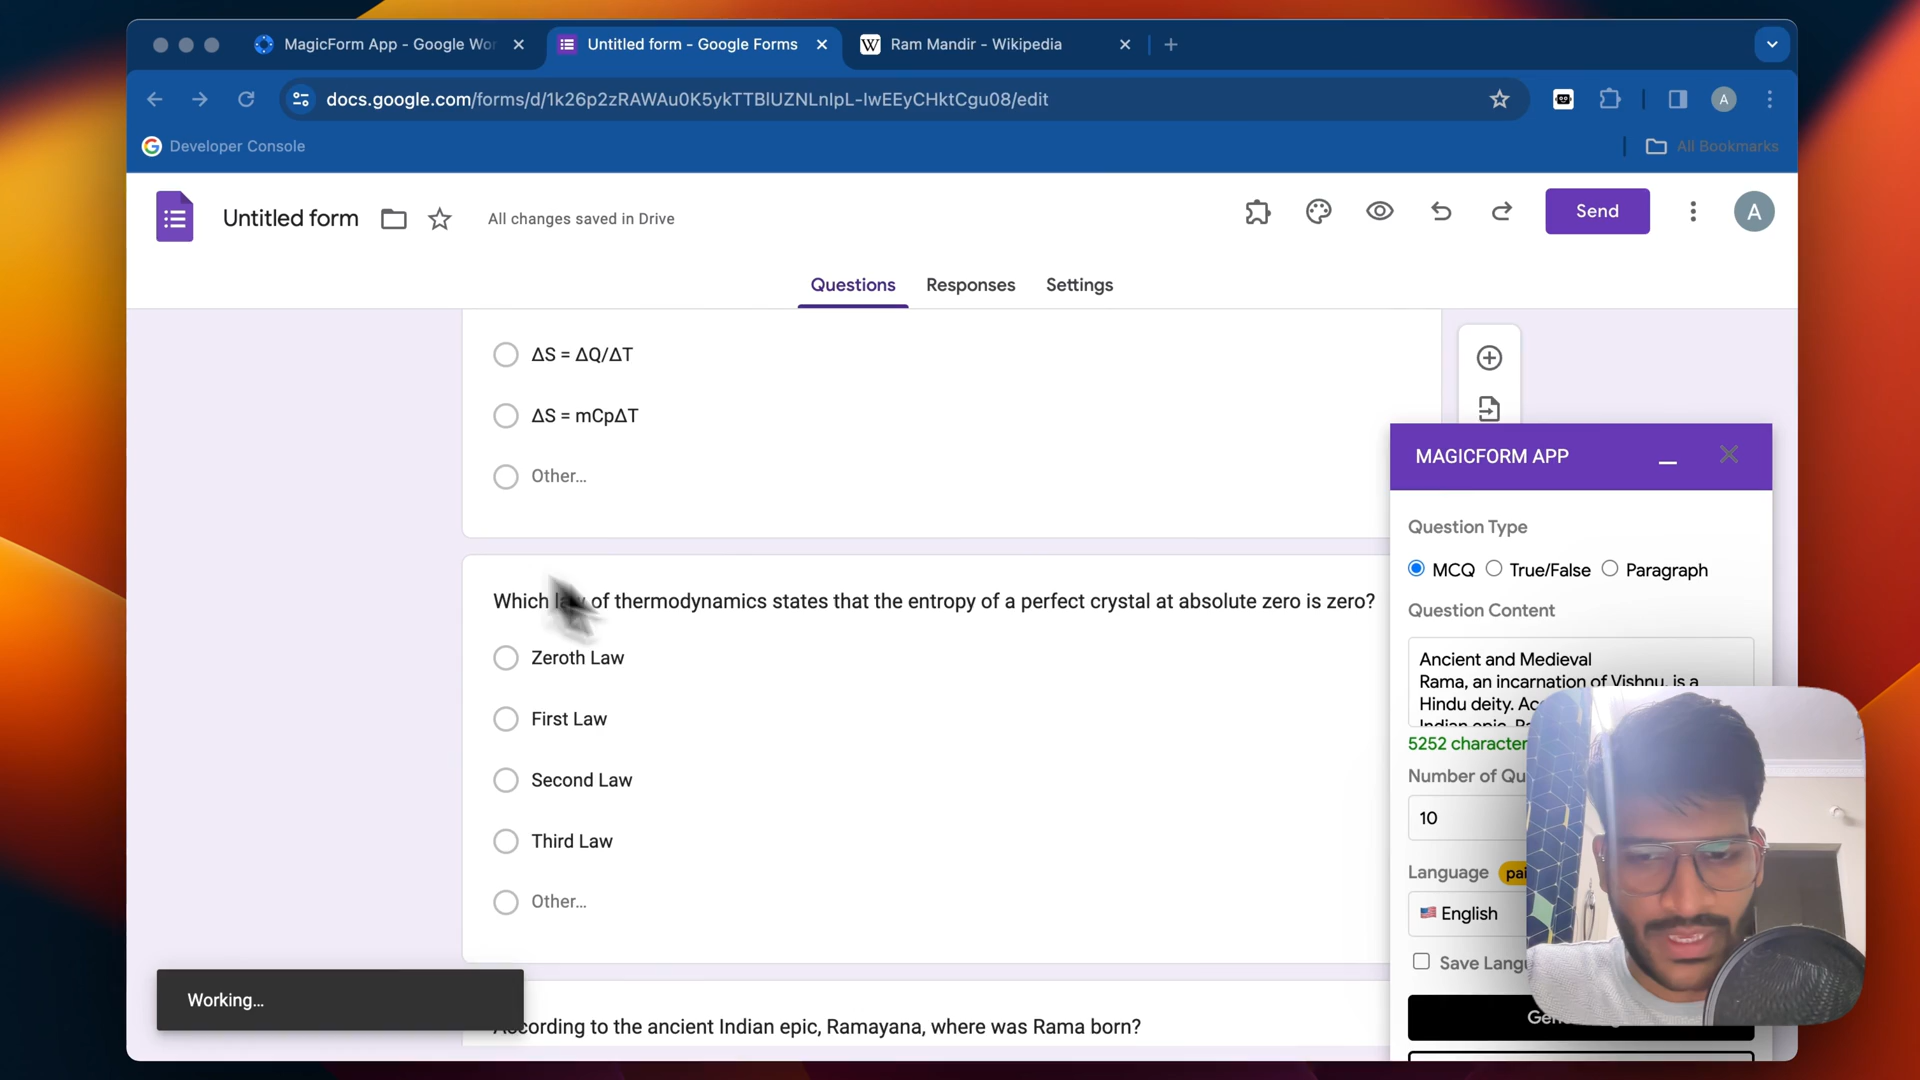 MagicForm App - Google Wor
Untitled form - Google Forms
W Ram Mandir - Wikipedia
docs.google.com/forms/d/1k26p2zRAWAu0K5ykTTBlUZNLnIpL-IwEEyCHktCgu08/edit
A
Developer Console
All Bookmarks
Untitled form
All changes saved in Drive
Send
A
Questions
Responses
Settings
ΔS = ΔQ/ΔT
ΔS = mCpΔT
Other...
MAGICFORM APP
Question Type
MCQ True/False Paragraph
Question Content
Ancient and Medieval
Rama, an incarnation of Vishnu, is a
Hindu deity.
Indian epic,
5252 character
Number of
10
Language
English
Save
Which law of thermodynamics states that the entropy of a perfect crystal at absolute zero is zero?
Zeroth Law
First Law
Second Law
Third Law
Other...
According to the ancient Indian epic, Ramayana, where was Rama born?
Working...